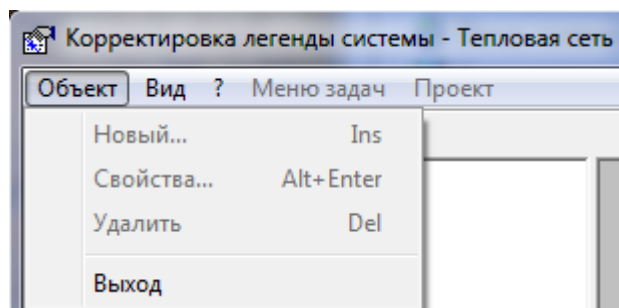 Корректировка легенды системы - Тепловая сеть
Объект Вид ? Меню задач Проект
Новый... Ins
Свойства... Alt+Enter
Удалить Del
Выход